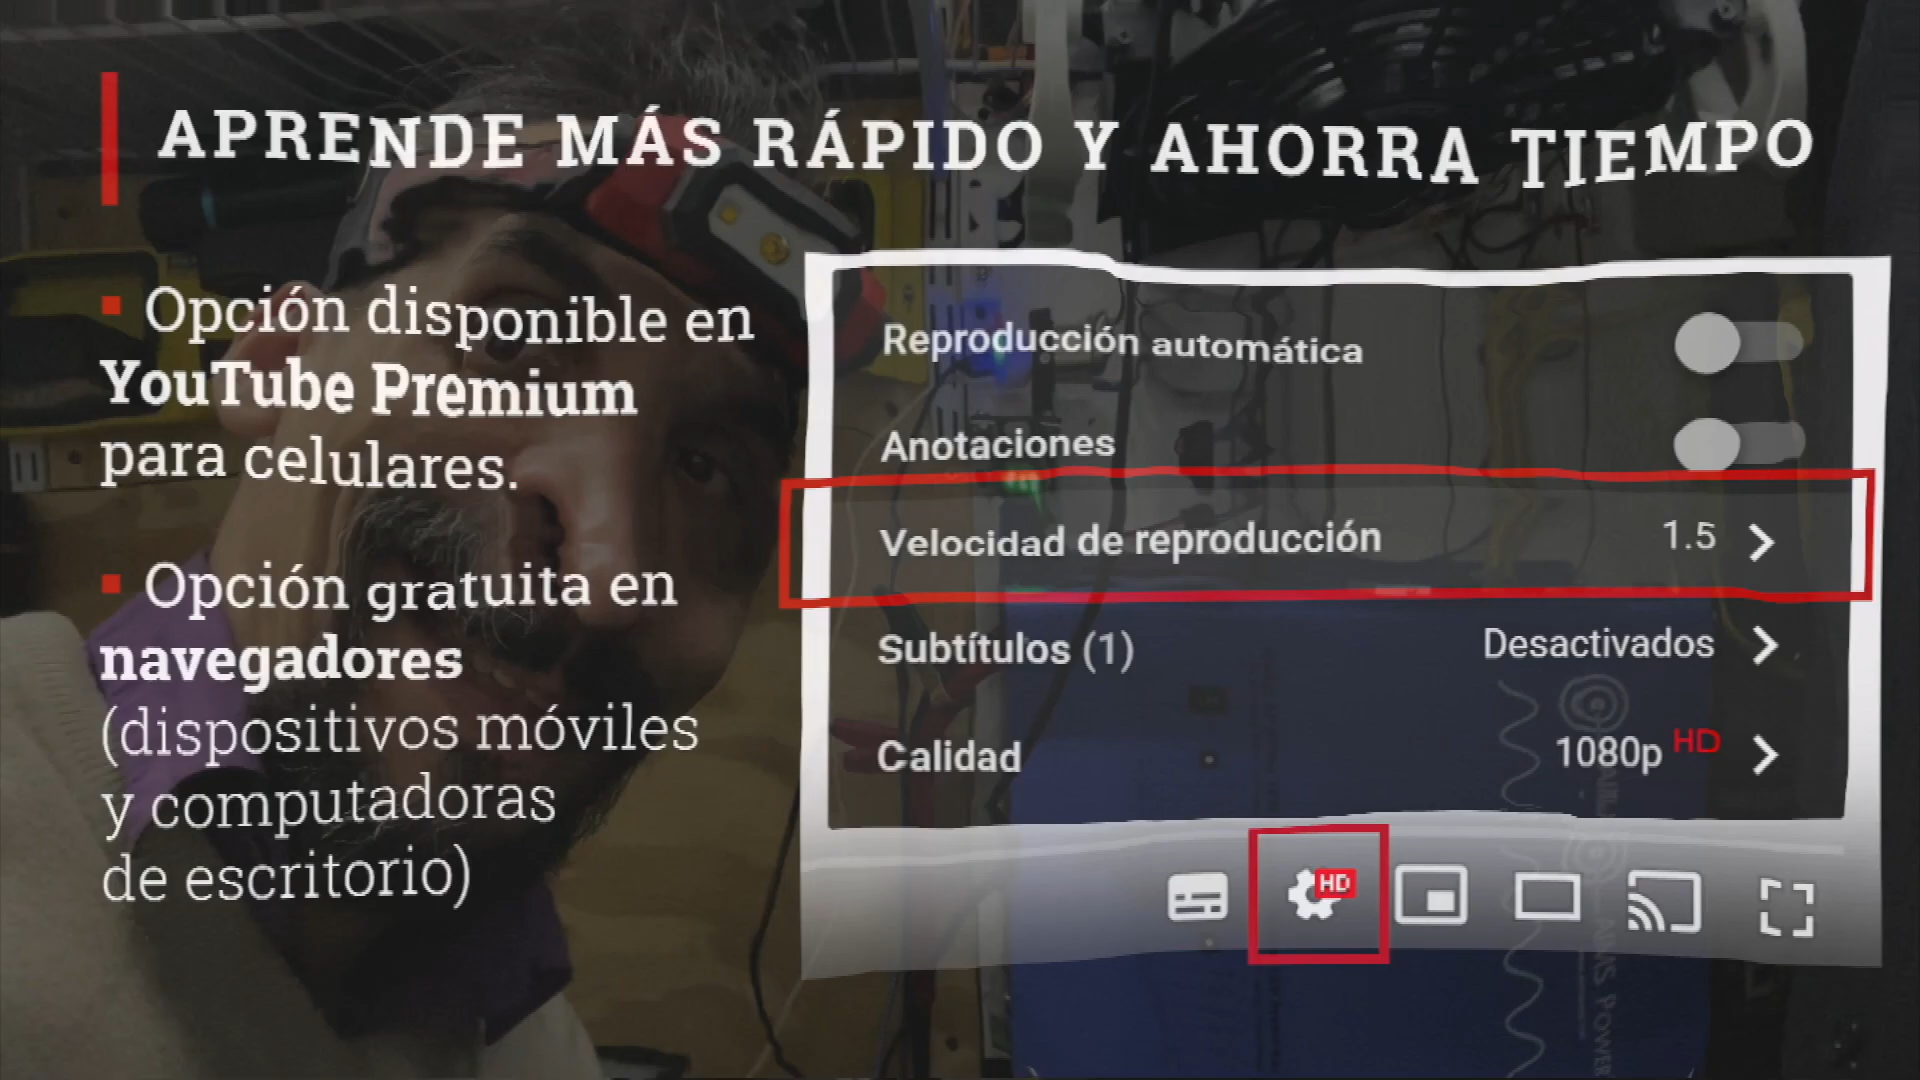 APRENDE MÁS RÁPIDO Y AHORRA TIEMPO
Opción disponible en
YouTube Premium
para celulares.
Opción gratuita en
navegadores
(dispositivos móviles
y computadoras
de escritorio)
Reproducción automática
Anotaciones
Velocidad de reproducción 1.5
Subtítulos (1) Desactivados
Calidad 1080p HD
HD